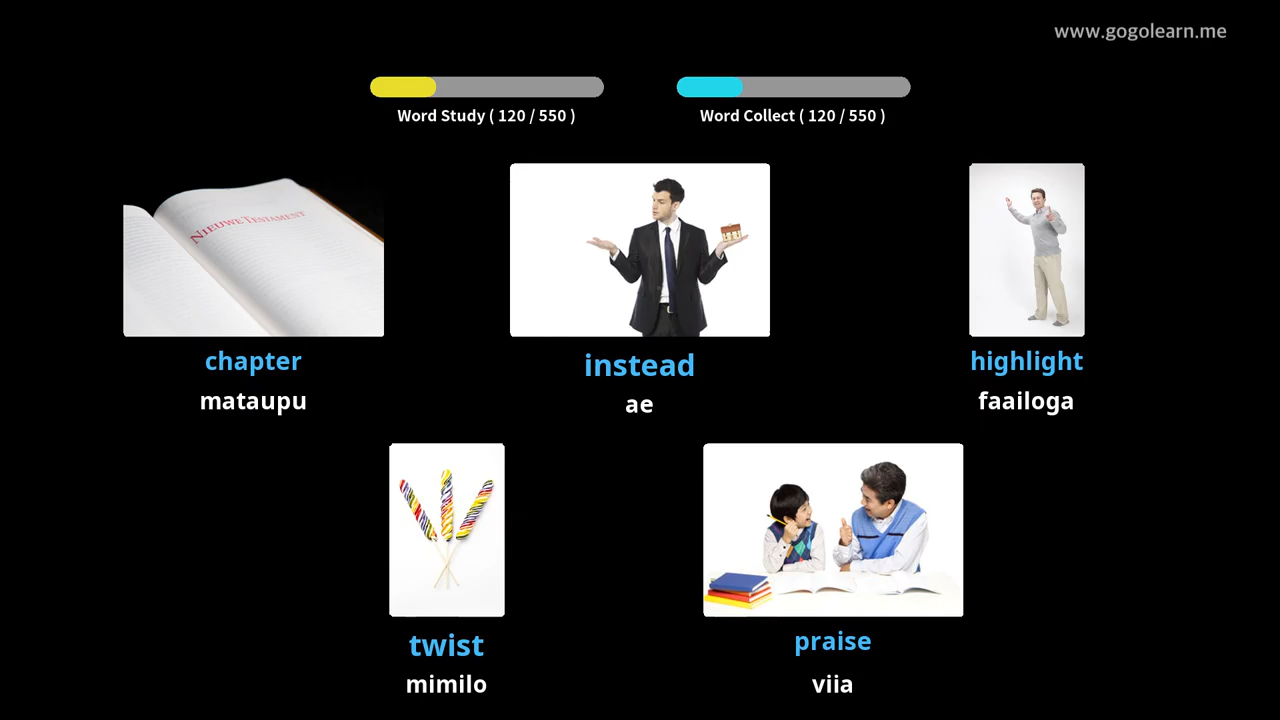 www.gogolearn.me
Word Study ( 120 / 550 )
Word Collect ( 120 / 550 )
NIEUWE TESTAMENT
chapter
mataupu
instead
ae
highlight
faailoga
twist
mimilo
praise
viia